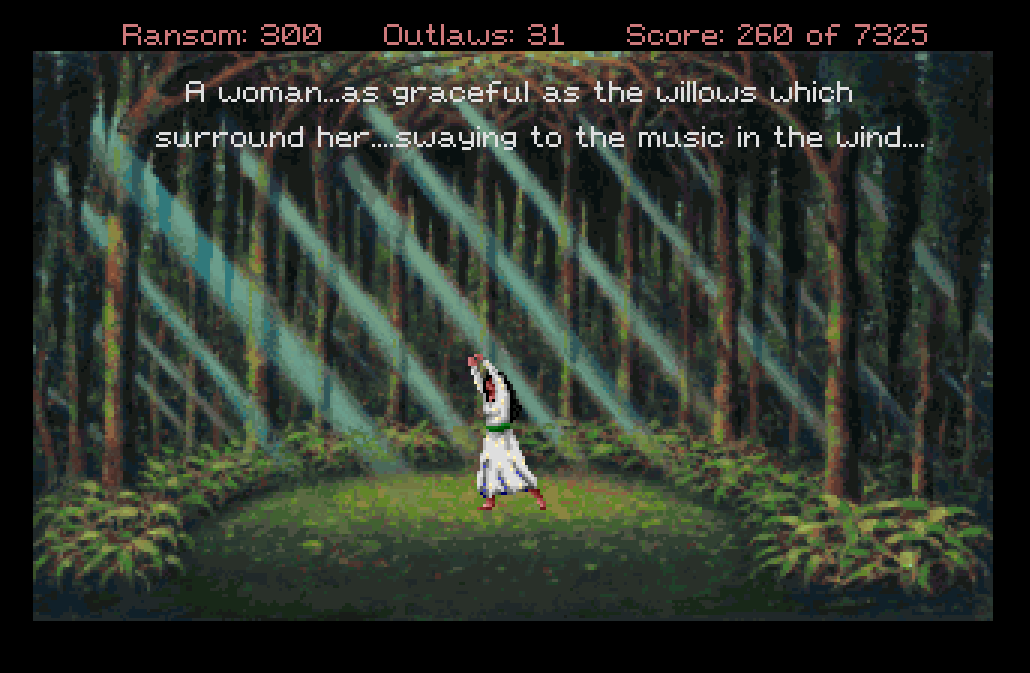 Ransom: 300 Outlaws: 31 Score: 260 of 7325
A woman...as graceful as the willows which
surround her....swaying to the music in the wind....